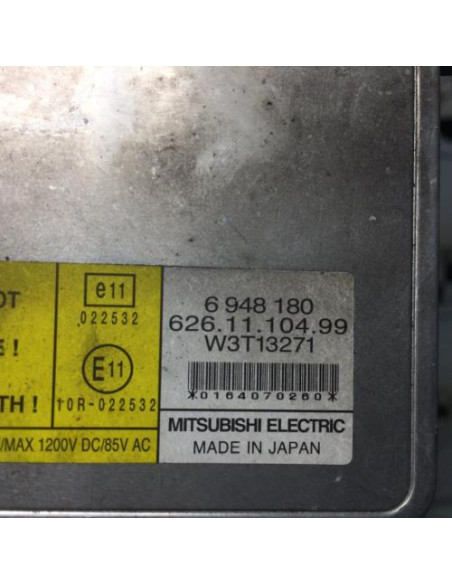 OT
!
TH !
/MAX 1200V DC/85V AC
e11
022532
E11
10R-022532
6 948 180
626.11.104.99
W3T13271
*0164070260*
MITSUBISHI ELECTRIC
MADE IN JAPAN